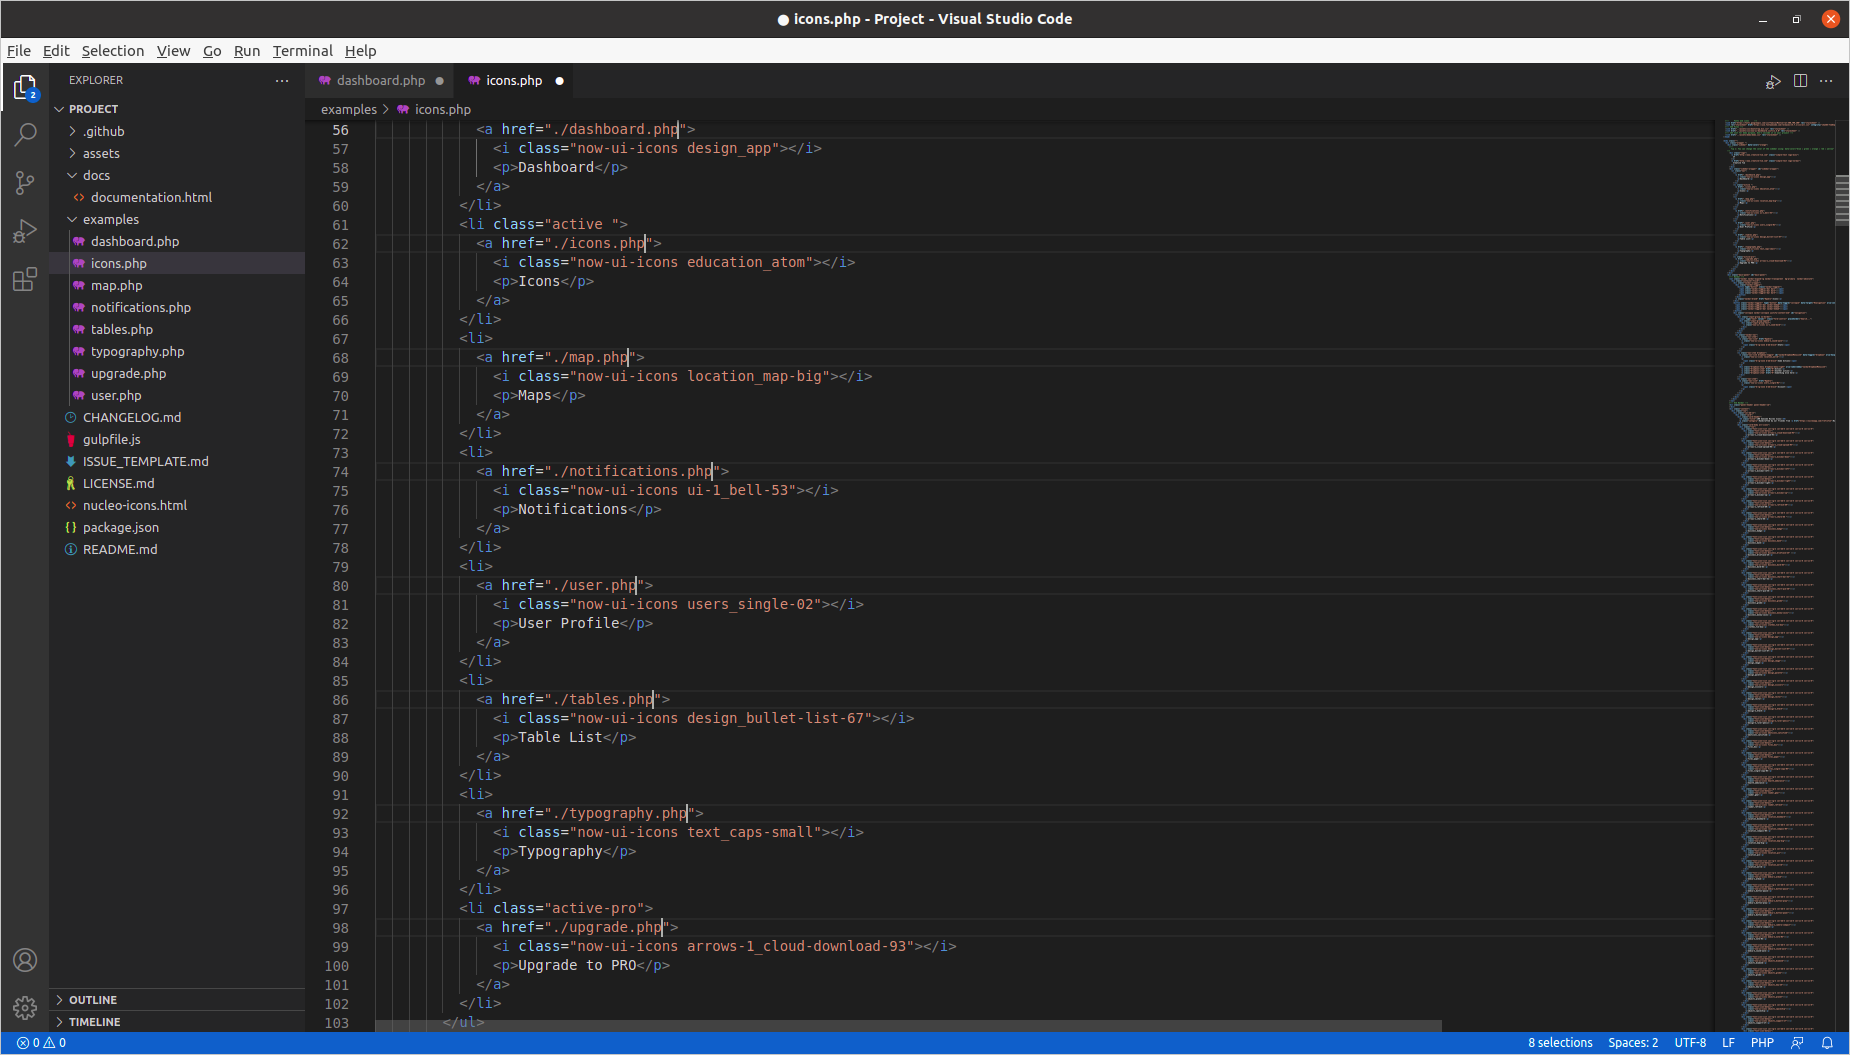 ● icons.php - Project - Visual Studio Code
File Edit Selection View Go Run Terminal Help
EXPLORER
PROJECT
.github
assets
docs
documentation.html
examples
dashboard.php
icons.php
map.php
notifications.php
tables.php
typography.php
upgrade.php
user.php
CHANGELOG.md
gulpfile.js
ISSUE_TEMPLATE.md
LICENSE.md
nucleo-icons.html
package.json
README.md
OUTLINE
TIMELINE
2
dashboard.php ● icons.php ●
examples > icons.php
56 <a href="./dashboard.php">
57 <i class="now-ui-icons design_app"></i>
58 <p>Dashboard</p>
59 </a>
60 </li>
61 <li class="active ">
62 <a href="./icons.php">
63 <i class="now-ui-icons education_atom"></i>
64 <p>Icons</p>
65 </a>
66 </li>
67 <li>
68 <a href="./map.php">
69 <i class="now-ui-icons location_map-big"></i>
70 <p>Maps</p>
71 </a>
72 </li>
73 <li>
74 <a href="./notifications.php">
75 <i class="now-ui-icons ui-1_bell-53"></i>
76 <p>Notifications</p>
77 </a>
78 </li>
79 <li>
80 <a href="./user.php">
81 <i class="now-ui-icons users_single-02"></i>
82 <p>User Profile</p>
83 </a>
84 </li>
85 <li>
86 <a href="./tables.php">
87 <i class="now-ui-icons design_bullet-list-67"></i>
88 <p>Table List</p>
89 </a>
90 </li>
91 <li>
92 <a href="./typography.php">
93 <i class="now-ui-icons text_caps-small"></i>
94 <p>Typography</p>
95 </a>
96 </li>
97 <li class="active-pro">
98 <a href="./upgrade.php">
99 <i class="now-ui-icons arrows-1_cloud-download-93"></i>
100 <p>Upgrade to PRO</p>
101 </a>
102 </li>
103 </ul>
0 0 8 selections Spaces: 2 UTF-8 LF PHP